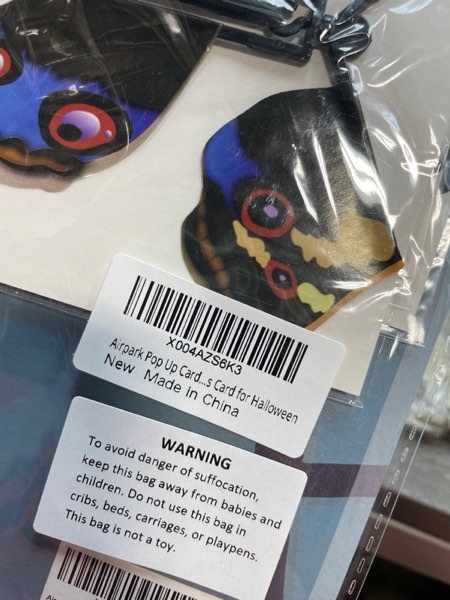 X004AZS6K3
Airpark Pop Up Card...s Card for Halloween
New Made in China
WARNING
To avoid danger of suffocation,
keep this bag away from babies and
children. Do not use this bag in
cribs, beds, carriages, or playpens.
This bag is not a toy.